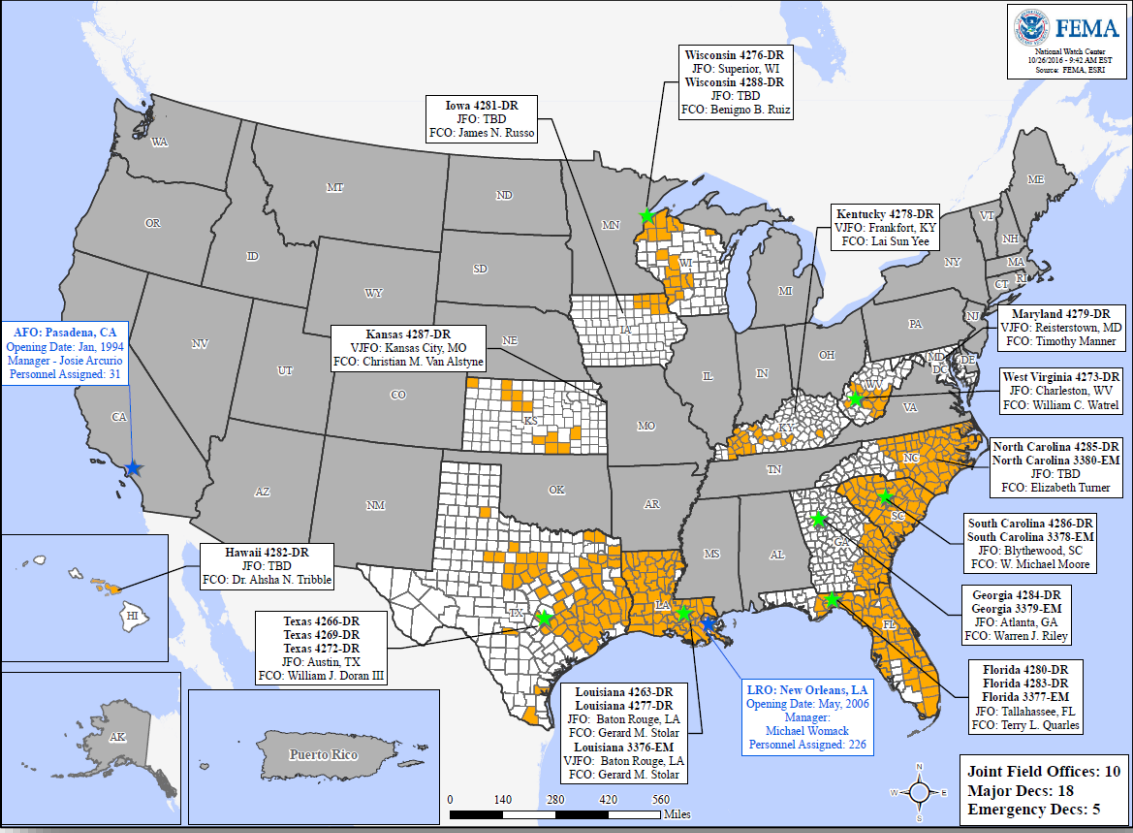 FEMA
National Watch Center
10/26/2016 - 9:42 AM EST
Source: FEMA, ESRI
Wisconsin 4276-DR
JFO: Superior, WI
Wisconsin 4288-DR
JFO: TBD
FCO: Benigno B. Ruiz
Iowa 4281-DR
JFO: TBD
FCO: James N. Russo
Kentucky 4278-DR
VJFO: Frankfort, KY
FCO: Lai Sun Yee
AFO: Pasadena, CA
Opening Date: Jan, 1994
Manager - Josie Arcurio
Personnel Assigned: 31
Kansas 4287-DR
VJFO: Kansas City, MO
FCO: Christian M. Van Alstyne
Maryland 4279-DR
VJFO: Reisterstown, MD
FCO: Timothy Manner
West Virginia 4273-DR
JFO: Charleston, WV
FCO: William C. Watrel
North Carolina 4285-DR
North Carolina 3380-EM
JFO: TBD
FCO: Elizabeth Turner
South Carolina 4286-DR
South Carolina 3378-EM
JFO: Blythewood, SC
FCO: W. Michael Moore
Hawaii 4282-DR
JFO: TBD
FCO: Dr. Ahsha N. Tribble
Georgia 4284-DR
Georgia 3379-EM
JFO: Atlanta, GA
FCO: Warren J. Riley
Texas 4266-DR
Texas 4269-DR
Texas 4272-DR
JFO: Austin, TX
FCO: William J. Doran III
Florida 4280-DR
Florida 4283-DR
Florida 3377-EM
JFO: Tallahassee, FL
FCO: Terry L. Quarles
Louisiana 4263-DR
Louisiana 4277-DR
JFO: Baton Rouge, LA
FCO: Gerard M. Stolar
Louisiana 3376-EM
VJFO: Baton Rouge, LA
FCO: Gerard M. Stolar
LRO: New Orleans, LA
Opening Date: May, 2006
Manager:
Michael Womack
Personnel Assigned: 226
WA
OR
ID
MT
ND
SD
WY
NE
MN
WI
IA
MI
NV
UT
CO
CA
AZ
NM
KS
OK
MO
AR
TX
LA
MS
AL
GA
FL
SC
NC
TN
KY
VA
WV
OH
IN
IL
PA
NY
NJ
CT
RI
MA
NH
VT
ME
MD
DC
DE
HI
AK
Puerto Rico
0
140
280
420
560
Miles
N
W
E
S
Joint Field Offices: 10
Major Decs: 18
Emergency Decs: 5